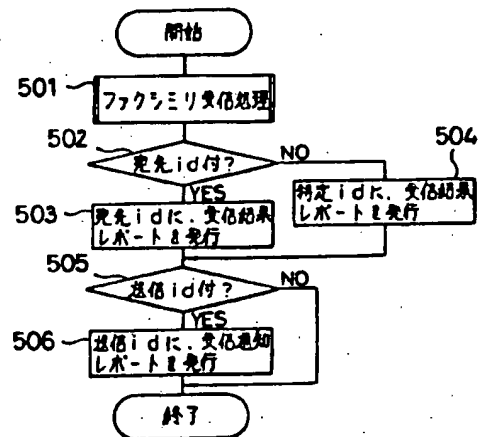 開始
501
ファクシミリ受信処理
502
宛先id付?
NO
504
YES
特定idに、受信結果
レポートを発行
503
宛先idに、受信結果
レポートを発行
505
送信id付?
NO
YES
506
送信idに、受信通知
レポートを発行
終了